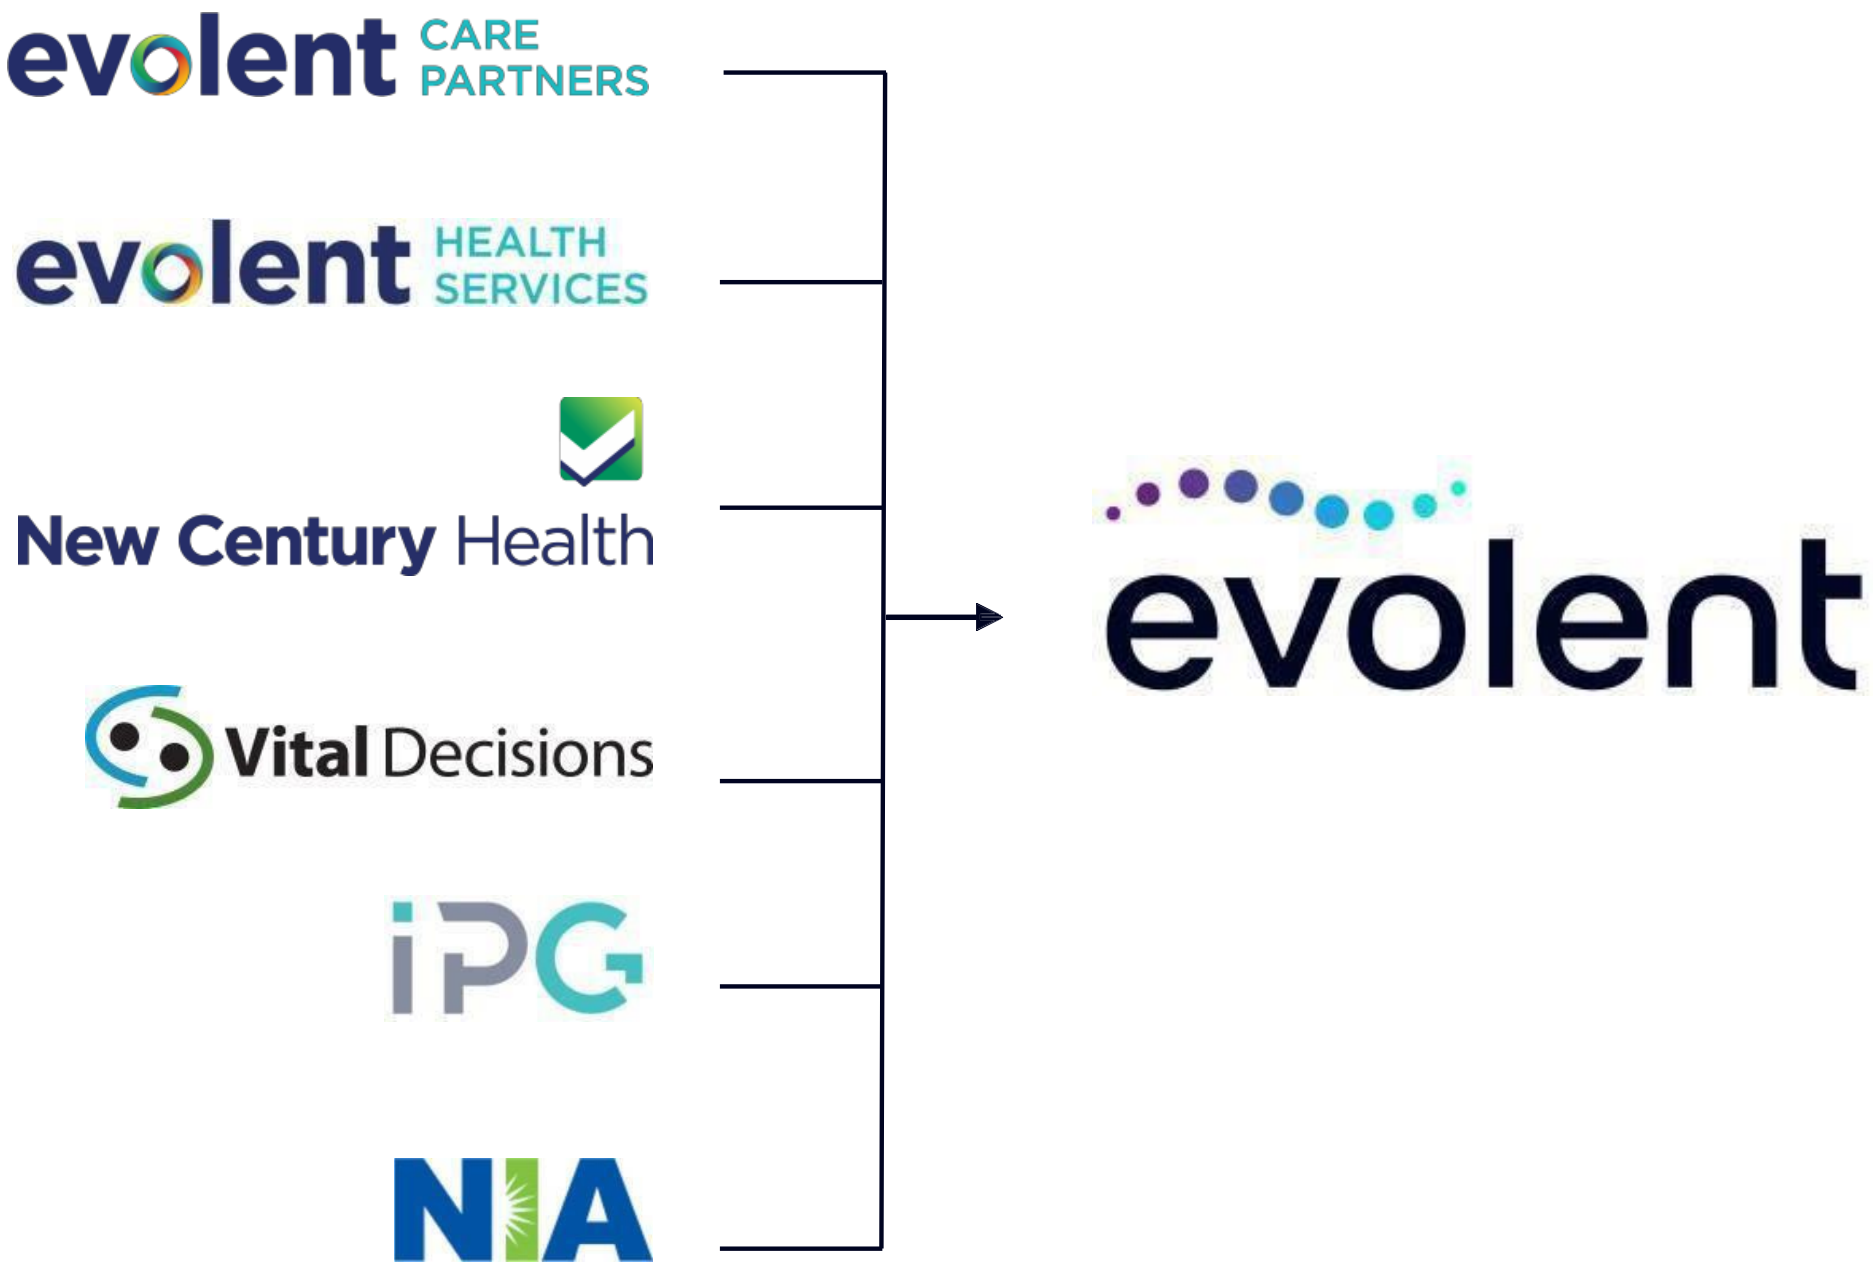 evolent CARE
PARTNERS
evolent HEALTH
SERVICES
New Century Health
Vital Decisions
iPG
NIA
evolent